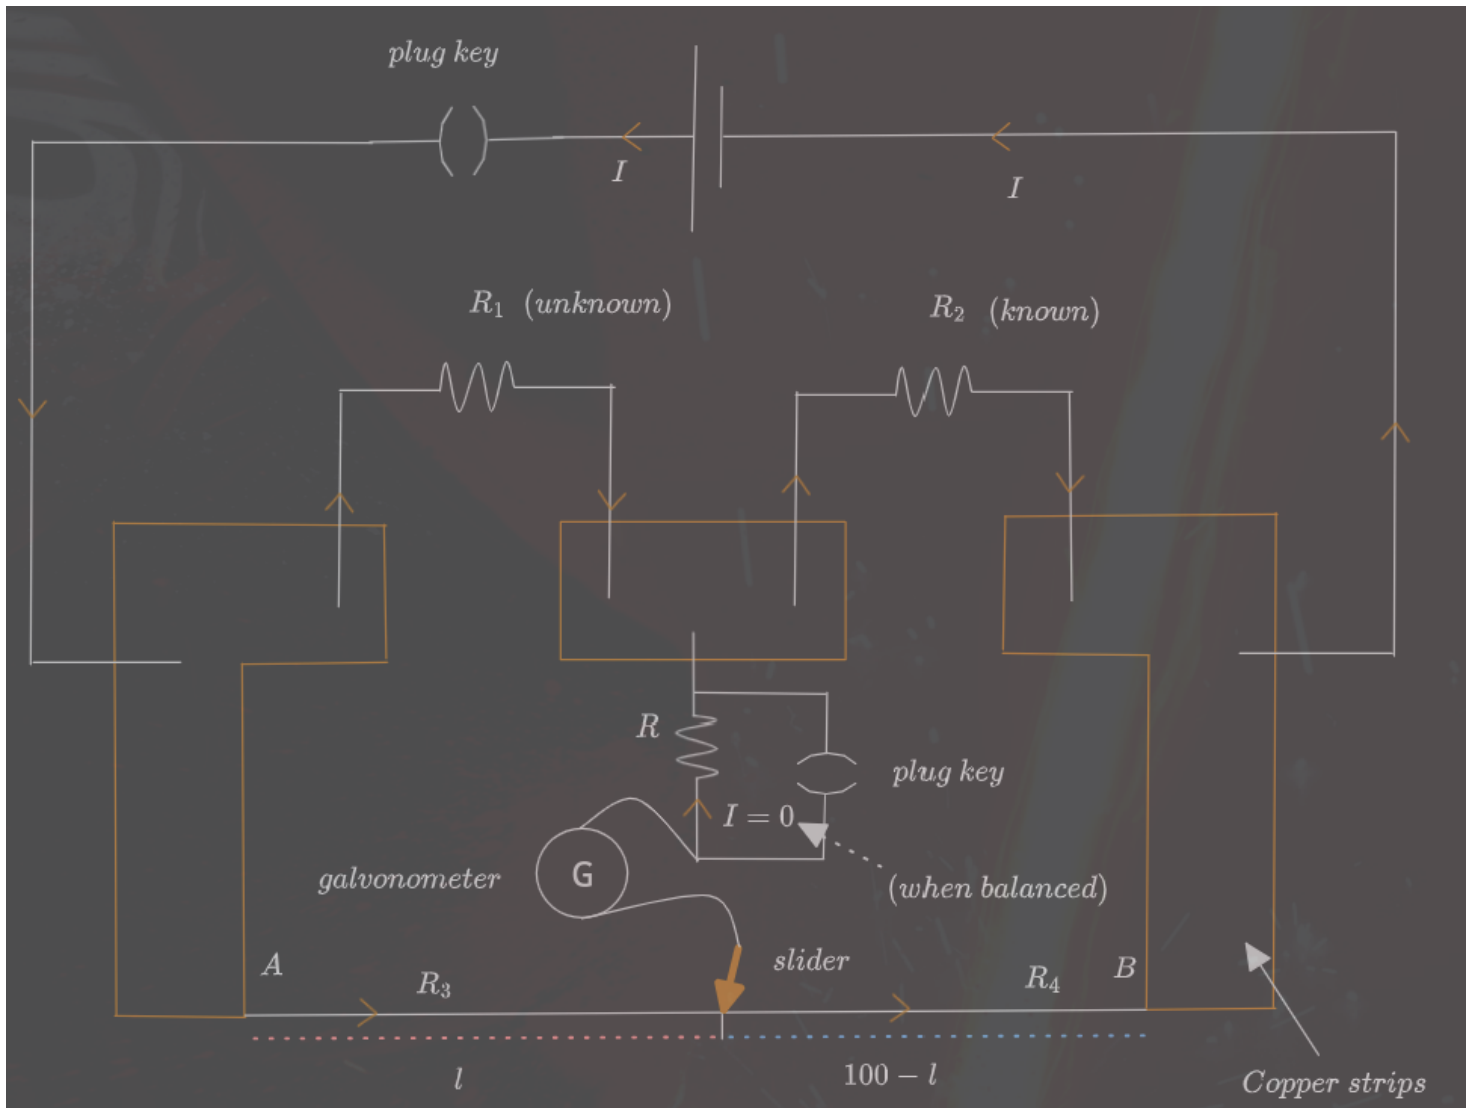 plug key
I
I
R₁ (unknown)
R₂ (known)
R
plug key
I = 0
G
galvonometer
(when balanced)
A
R₃
slider
R₄
B
l
100 − l
Copper strips